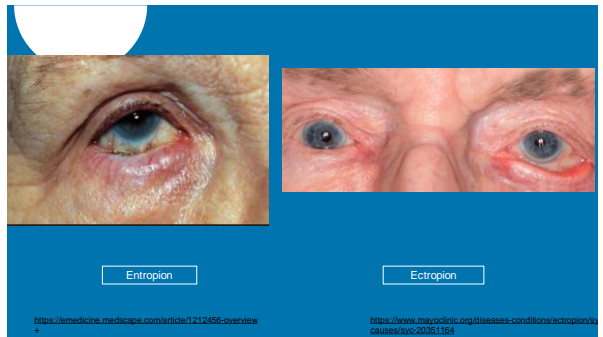 Entropion
Ectropion
https://emedicine.medscape.com/article/1212456-overview
+
https://www.mayoclinic.org/diseases-conditions/ectropion/sy
causes/syc-20351164